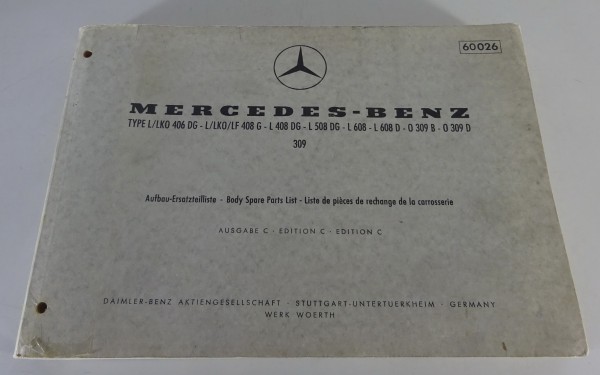 60026
MERCEDES-BENZ
TYPE L/LKO 406 DG - L/LKO/LF 408 G - L 408 DG - L 508 DG - L 608 - L 608 D - O 309 B - O 309 D
309
Aufbau-Ersatzteilliste - Body Spare Parts List - Liste de pièces de rechange de la carrosserie
AUSGABE C · EDITION C · EDITION C
DAIMLER-BENZ AKTIENGESELLSCHAFT · STUTTGART-UNTERTUERKHEIM · GERMANY
WERK WOERTH